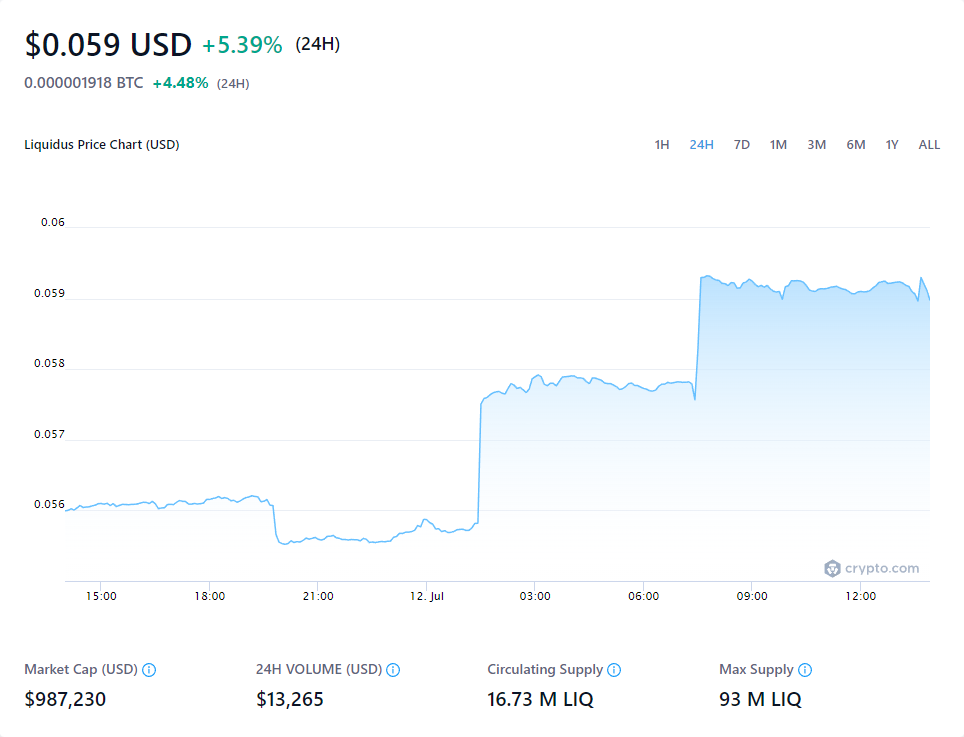 $0.059 USD +5.39% (24H)
0.000001918 BTC +4.48% (24H)
Liquidus Price Chart (USD) 1H 24H 7D 1M 3M 6M 1Y ALL
0.06
0.059
0.058
0.057
0.056
crypto.com
15:00 18:00 21:00 12. Jul 03:00 06:00 09:00 12:00
Market Cap (USD) 24H VOLUME (USD) Circulating Supply Max Supply
$987,230 $13,265 16.73 M LIQ 93 M LIQ